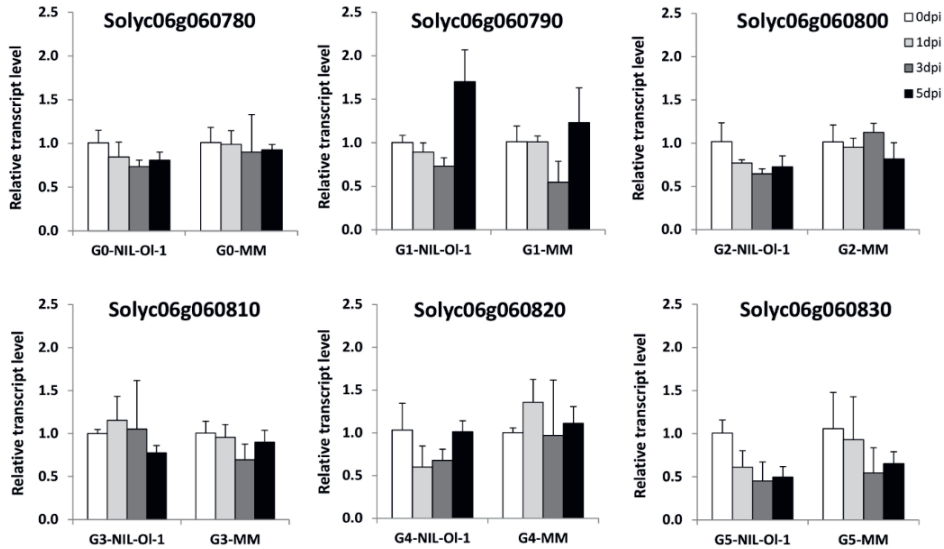 Solyc06g060780
Relative transcript level
2.5
2.0
1.5
1.0
0.5
0.0
G0-NIL-Ol-1 G0-MM
Solyc06g060790
Relative transcript level
2.5
2.0
1.5
1.0
0.5
0.0
G1-NIL-Ol-1 G1-MM
Solyc06g060800
Relative transcript level
2.5
2.0
1.5
1.0
0.5
0.0
G2-NIL-Ol-1 G2-MM
0dpi
1dpi
3dpi
5dpi
Solyc06g060810
Relative transcript level
2.5
2.0
1.5
1.0
0.5
0.0
G3-NIL-Ol-1 G3-MM
Solyc06g060820
Relative transcript level
2.5
2.0
1.5
1.0
0.5
0.0
G4-NIL-Ol-1 G4-MM
Solyc06g060830
Relative transcript level
2.5
2.0
1.5
1.0
0.5
0.0
G5-NIL-Ol-1 G5-MM